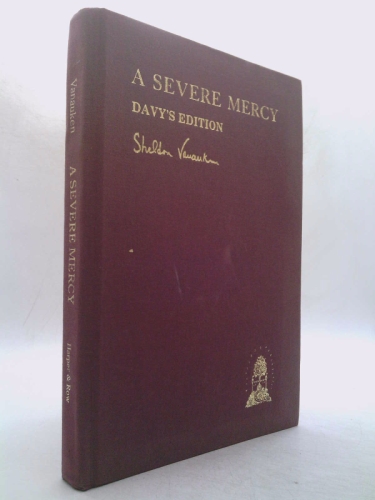 A SEVERE MERCY
DAVY'S EDITION
Sheldon Vanauken
Vanauken
A SEVERE MERCY
Harper & Row